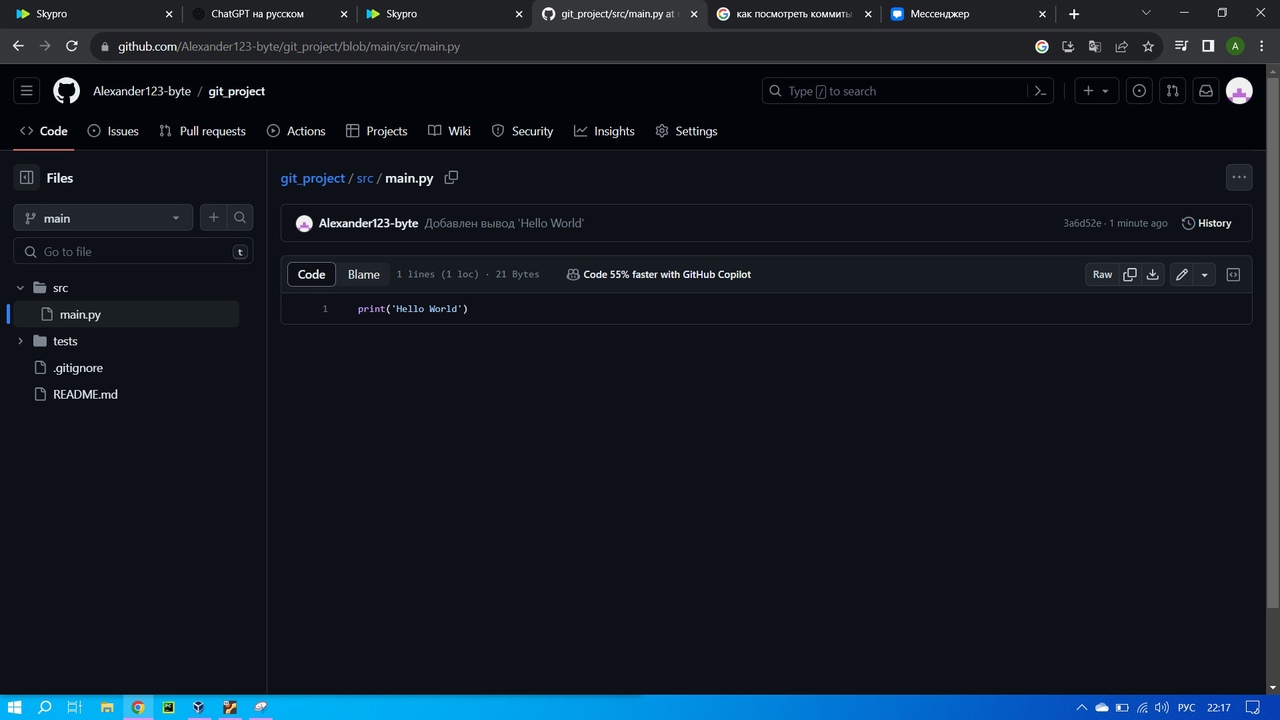 Skypro
ChatGPT на русском
Skypro
git_project/src/main.py at
как посмотреть коммиты
Мессенджер
github.com/Alexander123-byte/git_project/blob/main/src/main.py
A
Alexander123-byte / git_project
Type / to search
Code
Issues
Pull requests
Actions
Projects
Wiki
Security
Insights
Settings
Files
git_project / src / main.py
main
Alexander123-byte Добавлен вывод 'Hello World'
3a6d52e · 1 minute ago
History
Go to file
t
Code
Blame
1 lines (1 loc) · 21 Bytes
Code 55% faster with GitHub Copilot
Raw
src
1 print('Hello World')
main.py
tests
.gitignore
README.md
РУС
22:17